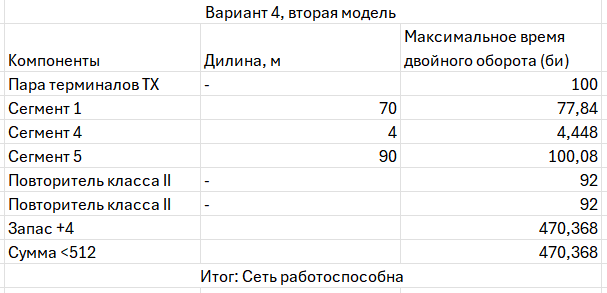 Вариант 4, вторая модель
Компоненты Дилина, м Максимальное время двойного оборота (би)
Пара терминалов TX - 100
Сегмент 1 70 77,84
Сегмент 4 4 4,448
Сегмент 5 90 100,08
Повторитель класса II - 92
Повторитель класса II - 92
Запас +4 470,368
Сумма <512 470,368
Итог: Сеть работоспособна